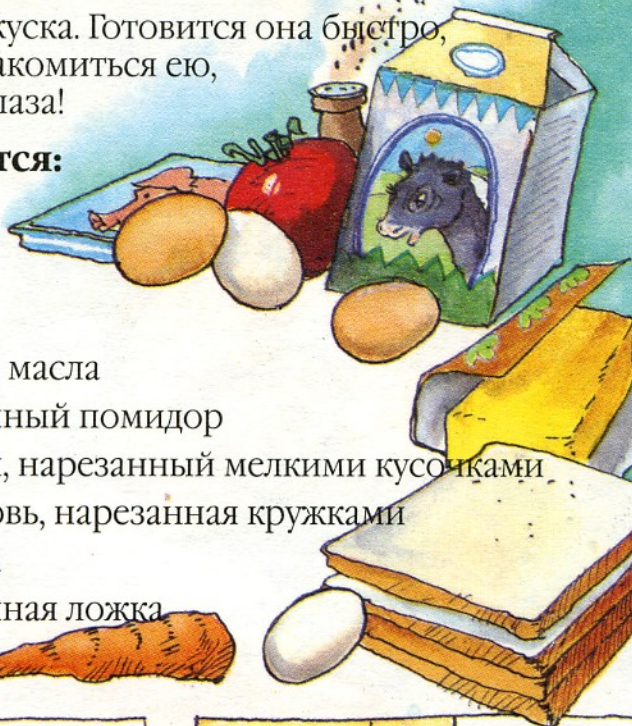 куска. Готовится она быстро,
акомиться ею,
лаза!
тся:
масла
ный помидор
, нарезанный мелкими кусочками
овь, нарезанная кружками
ная ложка